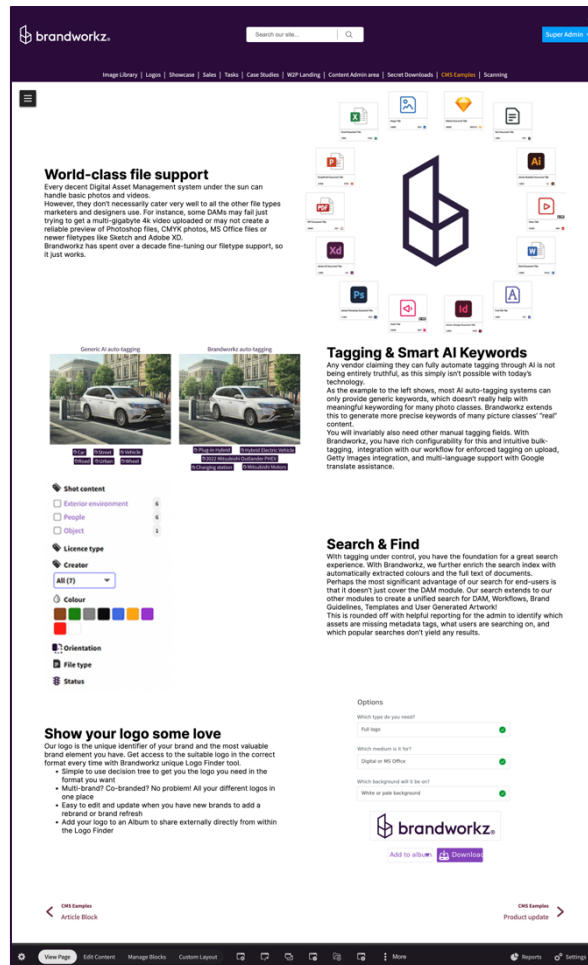 brandworkz
Search our site...
Super Admin
Image Library | Logos | Showcase | Sales | Tasks | Case Studies | W2P Landing | Content Admin area | Secret Downloads | CMS Examples | Scanning
World-class file support
Every decent Digital Asset Management system under the sun can
handle basic photos and videos.
However, they don't necessarily cater very well to all the other file types
marketers and designers use. For instance, some DAMs may fail just
trying to get a multi-gigabyte 4k video uploaded or may not create a
reliable preview of Photoshop files, CMYK photos, MS Office files or
newer filetypes like Sketch and Adobe XD.
Brandworkz has spent over a decade fine-tuning our filetype support, so
it just works.
X
P
PDF
Xd
Ps
Id
A
W
Ai
Generic AI auto-tagging
Brandworkz auto-tagging
Car Street Vehicle
Road Urban Wheel
Plug-in Hybrid Hybrid Electric Vehicle
2022 Mitsubishi Outlander PHEV
Changing station Mitsubishi Motors
Tagging & Smart AI Keywords
Any vendor claiming they can fully automate tagging through AI is not
being entirely truthful, as this simply isn't possible with today's
technology.
As the example to the left shows, most AI auto-tagging systems can
only provide generic keywords, which doesn't really help with
meaningful keywording for many photo classes. Brandworkz extends
this to generate more precise keywords of many picture classes' "real"
content.
You will invariably also need other manual tagging fields. With
Brandworkz, you have rich configurability for this and intuitive bulk-
tagging, integration with our workflow for enforced tagging on upload,
Getty Images integration, and multi-language support with Google
translate assistance.
Shot content
Exterior environment 6
People 6
Object 1
Licence type
Creator
All (7)
Colour
Orientation
File type
Status
Search & Find
With tagging under control, you have the foundation for a great search
experience. With Brandworkz, we further enrich the search index with
automatically extracted colours and the full text of documents.
Perhaps the most significant advantage of our search for end-users is
that it doesn't just cover the DAM module. Our search extends to our
other modules to create a unified search for DAM, Workflows, Brand
Guidelines, Templates and User Generated Artwork!
This is rounded off with helpful reporting for the admin to identify which
assets are missing metadata tags, what users are searching on, and
which popular searches don't yield any results.
Show your logo some love
Our logo is the unique identifier of your brand and the most valuable
brand element you have. Get access to the suitable logo in the correct
format every time with Brandworkz unique Logo Finder tool.
• Simple to use decision tree to get you the logo you need in the
format you want
• Multi-brand? Co-branded? No problem! All your different logos in
one place
• Easy to edit and update when you have new brands to add a
rebrand or brand refresh
• Add your logo to an Album to share externally directly from within
the Logo Finder
Options
Which type do you need?
Full logo
Which medium is it for?
Digital or MS Office
Which background will it be on?
White or pale background
brandworkz®
Add to album
Download
CMS Examples
Article Block
CMS Examples
Product update
View Page
Edit Content
Manage Blocks
Custom Layout
More
Reports
Settings